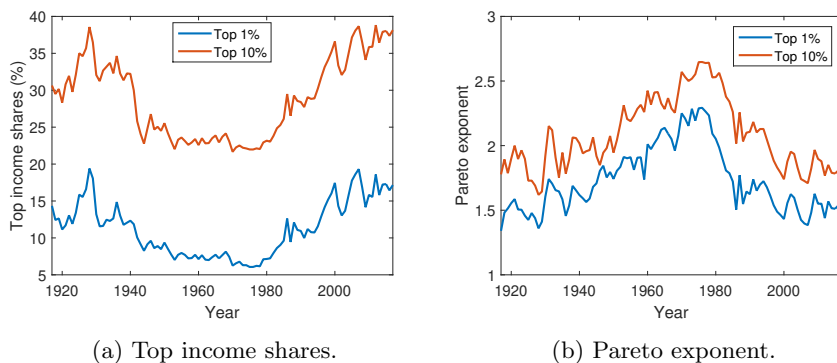 40
35
30
25
20
15
10
5
Top income shares (%)
Top 1%
Top 10%
1920
1940
1960
1980
2000
Year
(a) Top income shares.
3
2.5
2
1.5
1
Pareto exponent
Top 1%
Top 10%
1920
1940
1960
1980
2000
Year
(b) Pareto exponent.